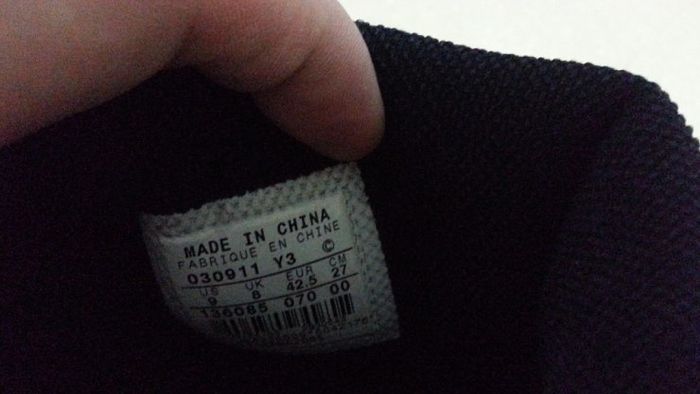 MADE IN CHINA
FABRIQUE EN CHINE
030911 Y3 ©
US UK EUR CM
9 8 42.5 27
136085 070 00